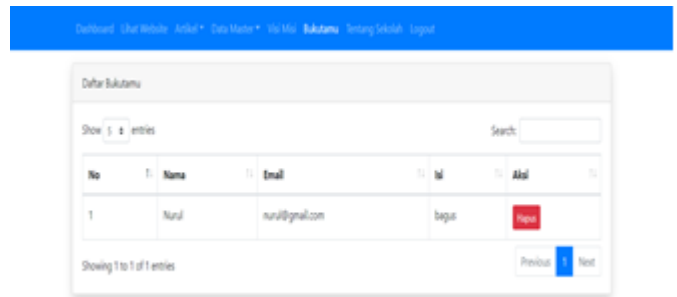 Dashboard Lihat Website Artikel Data Master Visi Misi Bukutamu Tentang Sekolah Logout
Daftar Bukutamu
Show 5 entries Search:
No Nama Email Isi Aksi
1 Nurul nurul@gmail.com bagus Hapus
Showing 1 to 1 of 1 entries Previous 1 Next